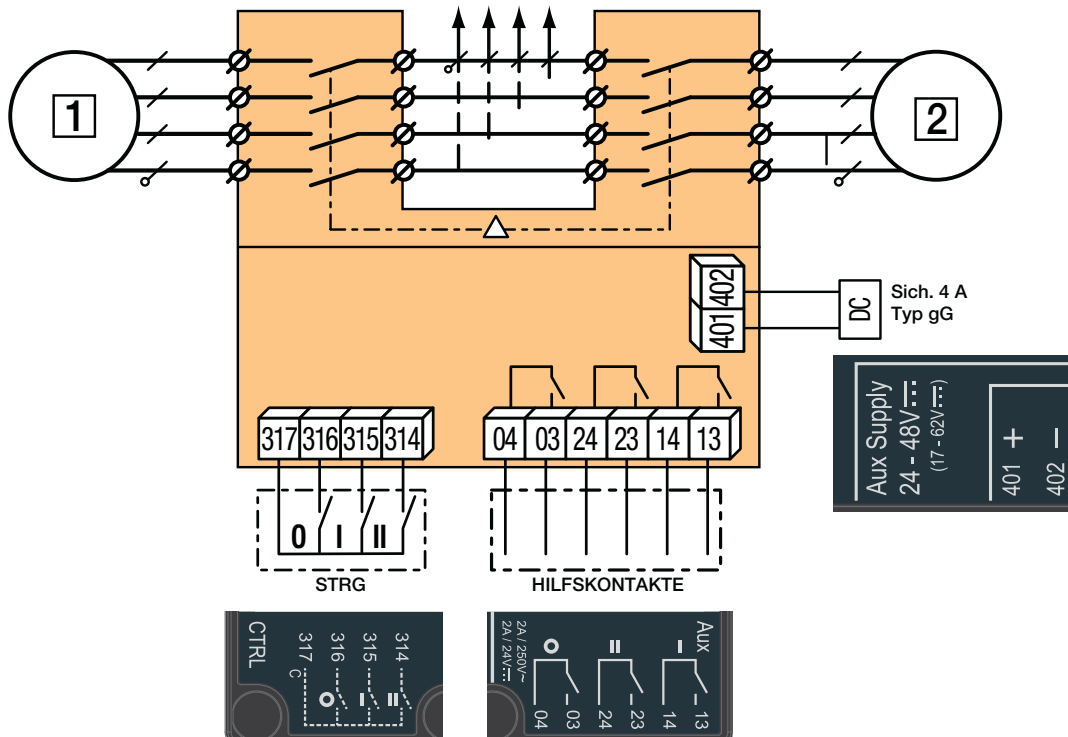 1
2
402
401
DC
Sich. 4 A
Typ gG
317 316 315 314
04 03 24 23 14 13
0 I II
STRG
HILFSKONTAKTE
Aux Supply
24 - 48V
(17 - 62V)
401 +
402 −
CTRL
317
316
315
314
C
O
I
II
Aux
2A / 250V~
2A / 24V
O
II
I
04
03
24
23
14
13